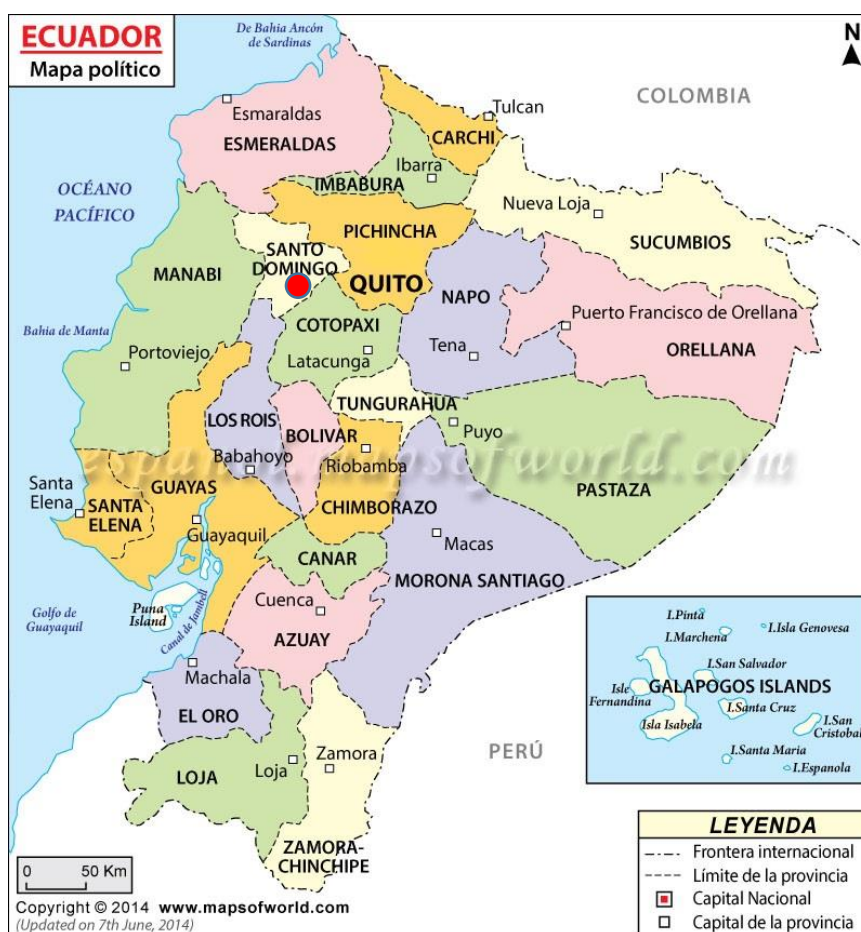 ECUADOR
Mapa político
De Bahia Ancón
de Sardinas
N
COLOMBIA
Esmaraldas
ESMERALDAS
Tulcan
CARCHI
Ibarra
IMBABURA
OCÉANO
PACÍFICO
Nueva Loja
SUCUMBIOS
PICHINCHA
SANTO
DOMINGO
QUITO
MANABI
NAPO
Bahia de Manta
COTOPAXI
Puerto Francisco de Orellana
ORELLANA
Portoviejo
Latacunga
Tena
TUNGURAHUA
LOS ROIS
BOLIVAR
Puyo
Babahoyo
Riobamba
espanol.mapsofworld.com
Santa
Elena
GUAYAS
PASTAZA
SANTA
ELENA
CHIMBORAZO
Guayaquil
Macas
CANAR
MORONA SANTIAGO
Golfo de
Guayaquil
Puna
Island
Canal de Jambeli
Cuenca
AZUAY
Machala
EL ORO
PERÚ
I.Pinta
I.Marchena
I.Isla Genovesa
I.San Salvador
Isle
Fernandina
GALAPOGOS ISLANDS
I.Santa Cruz
Isla Isabela
I.San
Cristobal
I.Santa Maria
I.Espanola
LOJA
Loja
Zamora
ZAMORA-
CHINCHIPE
0 50 Km
LEYENDA
Frontera internacional
Límite de la provincia
Capital Nacional
Capital de la provincia
Copyright © 2014 www.mapsofworld.com
(Updated on 7th June, 2014)